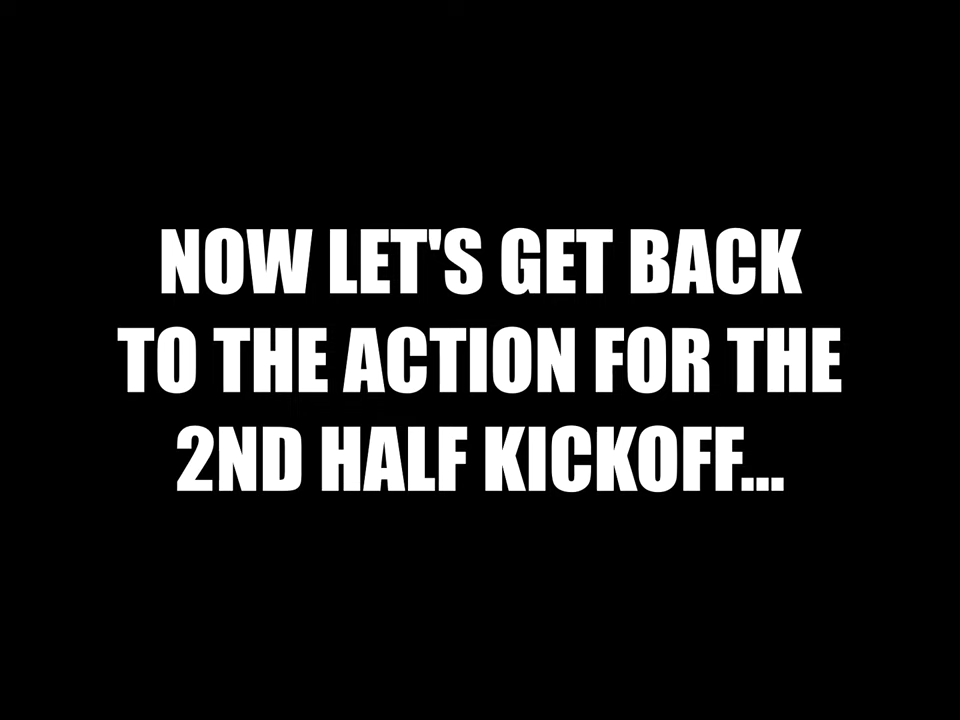 NOW LET'S GET BACK
TO THE ACTION FOR THE
2ND HALF KICKOFF...